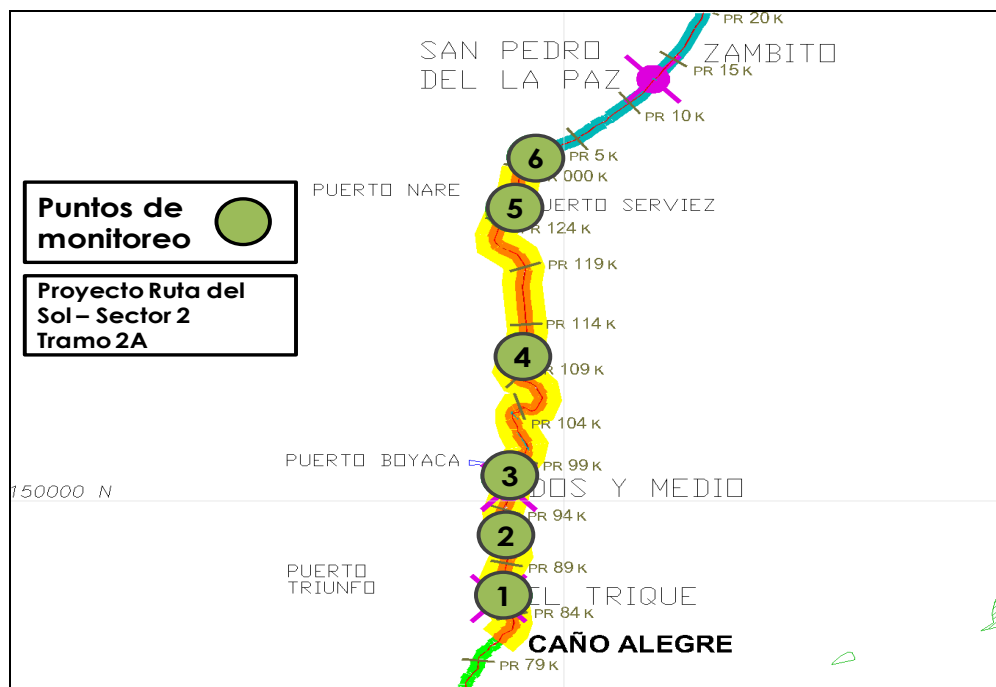 PR 20 K
SAN PEDRO
DEL LA PAZ
ZAMBITO
PR 15 K
PR 10 K
PR 5 K
6
000 K
PUERTO NARE
5
UERTO SERVIEZ
PR 124 K
Puntos de
monitoreo
PR 119 K
Proyecto Ruta del
Sol – Sector 2
Tramo 2A
PR 114 K
4
PR 109 K
PR 104 K
PUERTO BOYACA
PR 99 K
3
150000 N
DOS Y MEDIO
PR 94 K
2
PR 89 K
PUERTO
TRIUNFO
1
EL TRIQUE
PR 84 K
CAÑO ALEGRE
PR 79 K